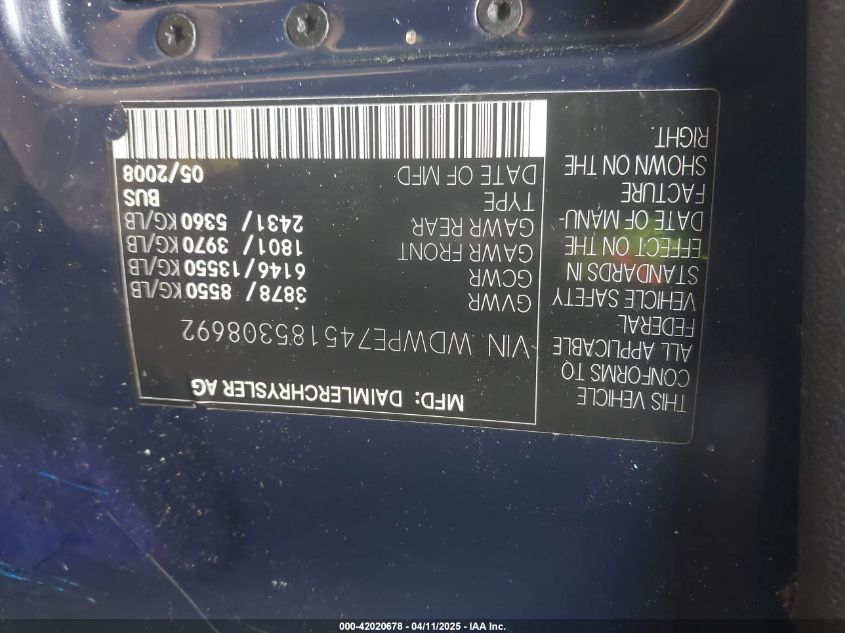 MFD: DAIMLERCHRYSLER AG
VIN WDWPE745185308692
GVWR 3878/ 8550 KG/LB
GCWR 6146/13550 KG/LB
GAWR FRONT 1801/ 3970 KG/LB
GAWR REAR 2431/ 5360 KG/LB
TYPE BUS
DATE OF MFD 05/2008
THIS VEHICLE
CONFORMS TO
ALL APPLICABLE
FEDERAL
VEHICLE SAFETY
STANDARDS IN
EFFECT ON THE
DATE OF MANU-
FACTURE
SHOWN ON THE
RIGHT.
000-42020678 - 04/11/2025 - IAA Inc.